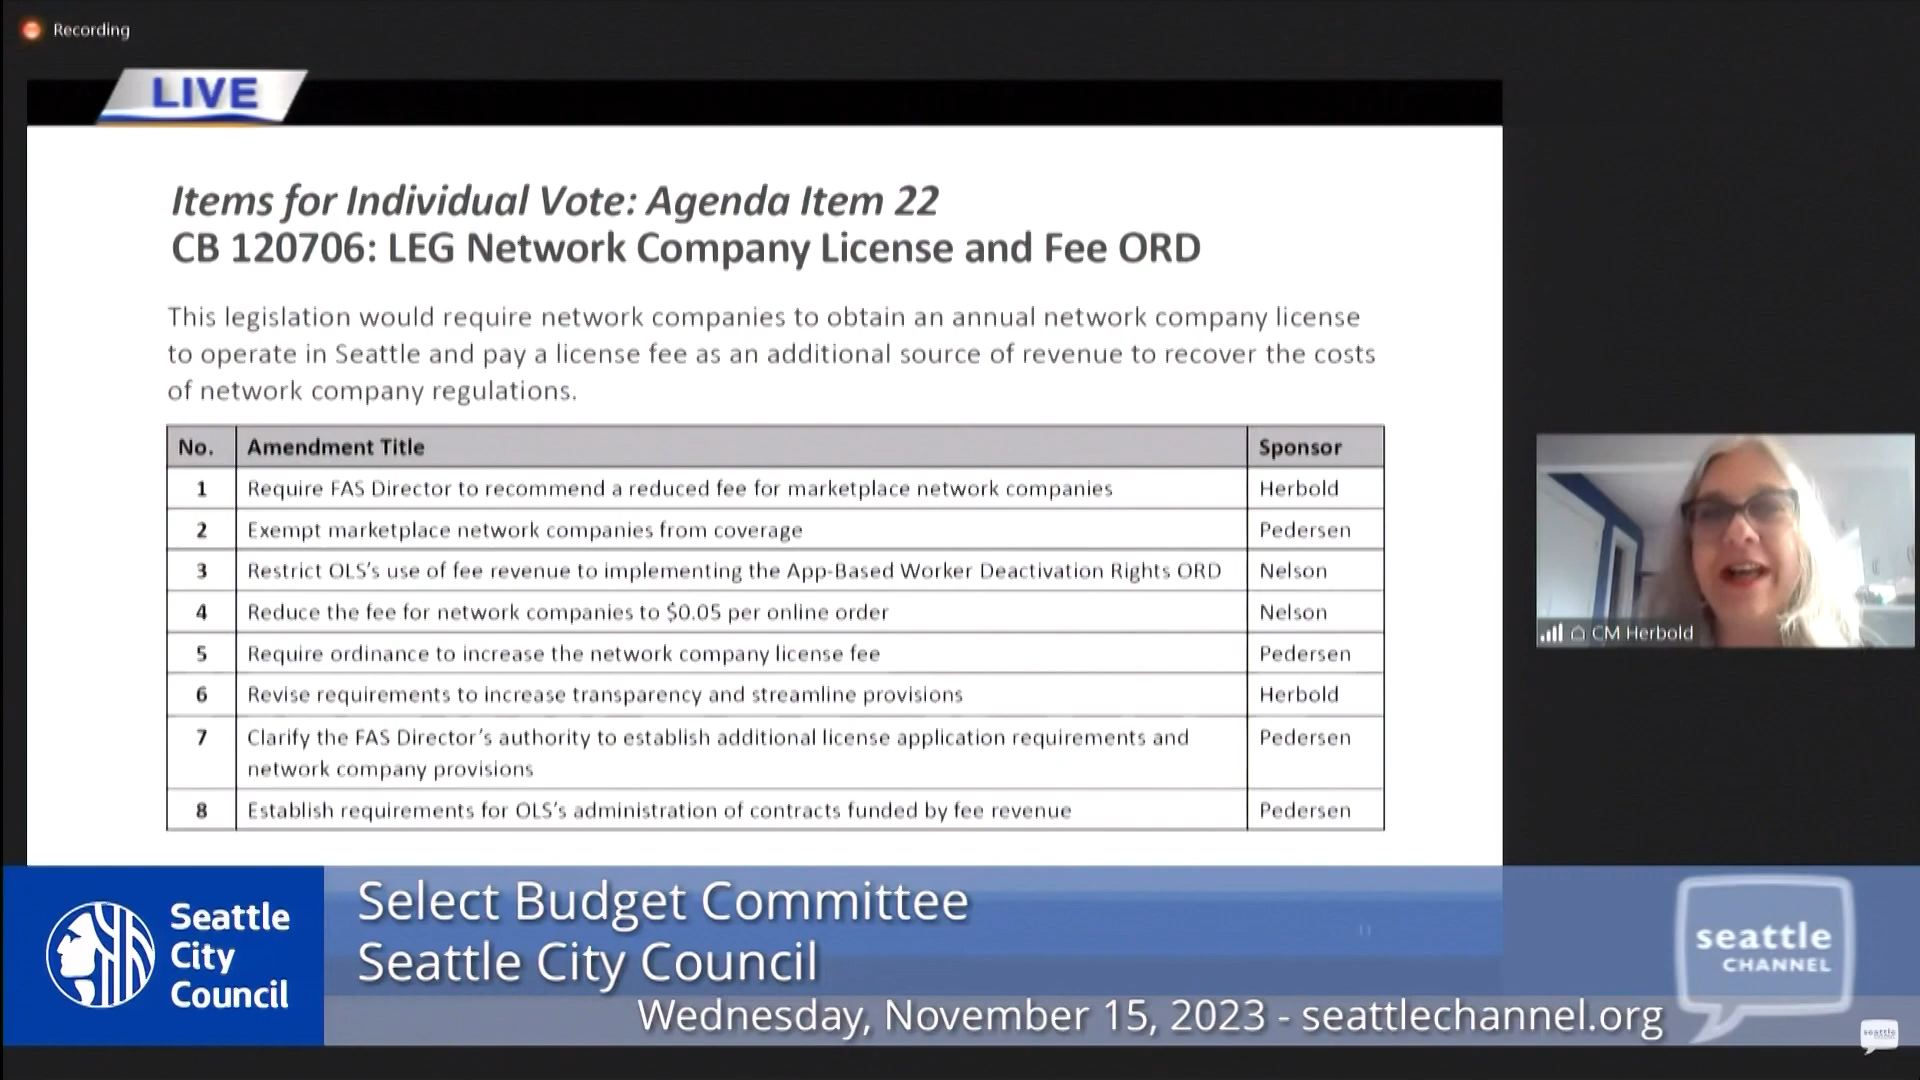 Recording
LIVE
Items for Individual Vote: Agenda Item 22
CB 120706: LEG Network Company License and Fee ORD
This legislation would require network companies to obtain an annual network company license
to operate in Seattle and pay a license fee as an additional source of revenue to recover the costs
of network company regulations.
No. Amendment Title Sponsor
1 Require FAS Director to recommend a reduced fee for marketplace network companies Herbold
2 Exempt marketplace network companies from coverage Pedersen
3 Restrict OLS's use of fee revenue to implementing the App-Based Worker Deactivation Rights ORD Nelson
4 Reduce the fee for network companies to $0.05 per online order Nelson
5 Require ordinance to increase the network company license fee Pedersen
6 Revise requirements to increase transparency and streamline provisions Herbold
7 Clarify the FAS Director's authority to establish additional license application requirements and Pedersen
network company provisions
8 Establish requirements for OLS's administration of contracts funded by fee revenue Pedersen
CM Herbold
Seattle
City
Council
Select Budget Committee
Seattle City Council
Wednesday, November 15, 2023 - seattlechannel.org
11
seattle
CHANNEL
seattle